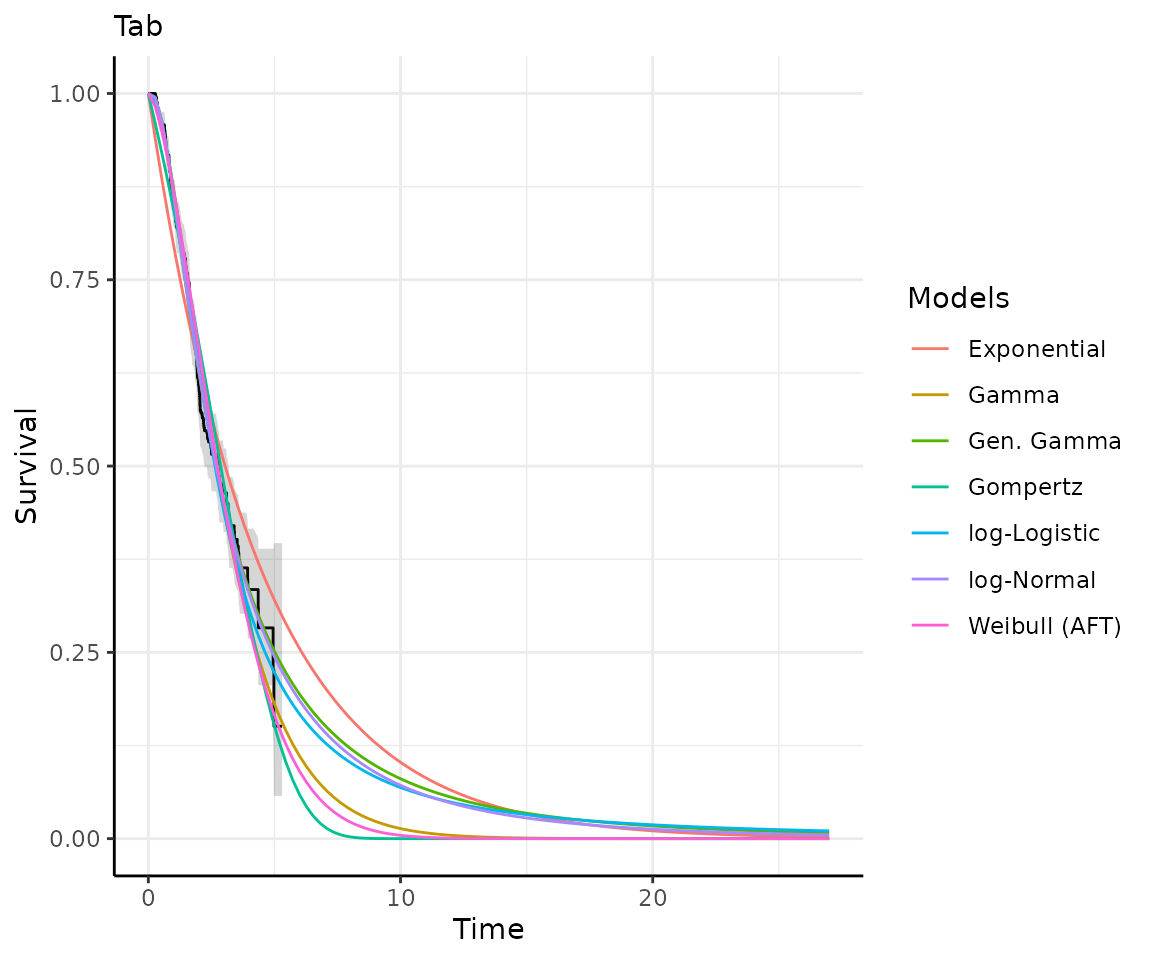 Tab
1.00
0.75
0.50
0.25
0.00
Survival
0 10 20
Time
Models
Exponential
Gamma
Gen. Gamma
Gompertz
log-Logistic
log-Normal
Weibull (AFT)